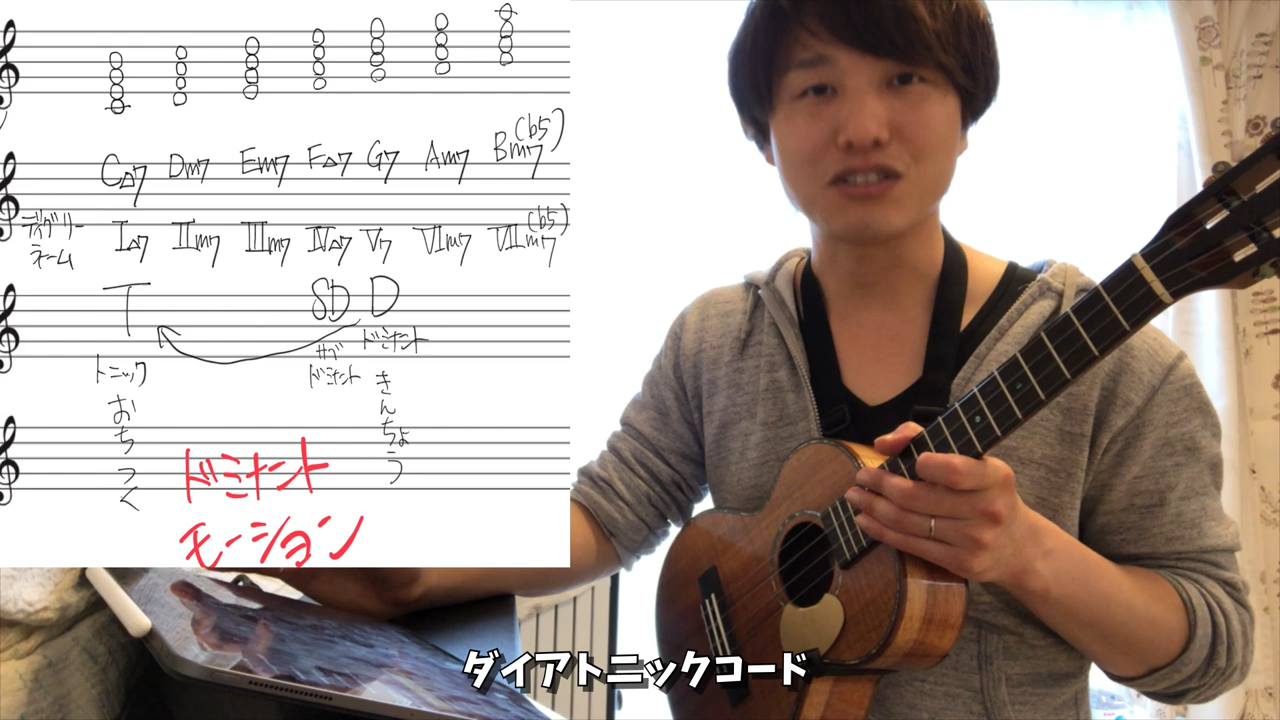 C△7 Dm7 Em7 F△7 G7 Am7 Bm7(b5)
ディグリーネーム
I△7 IIm7 IIIm7 IV△7 V7 VIm7 VIIm7(b5)
T SD D
トニック サブドミナント ドミナント
おちつく きんちょう
ドミナント
モーション
ダイアトニックコード